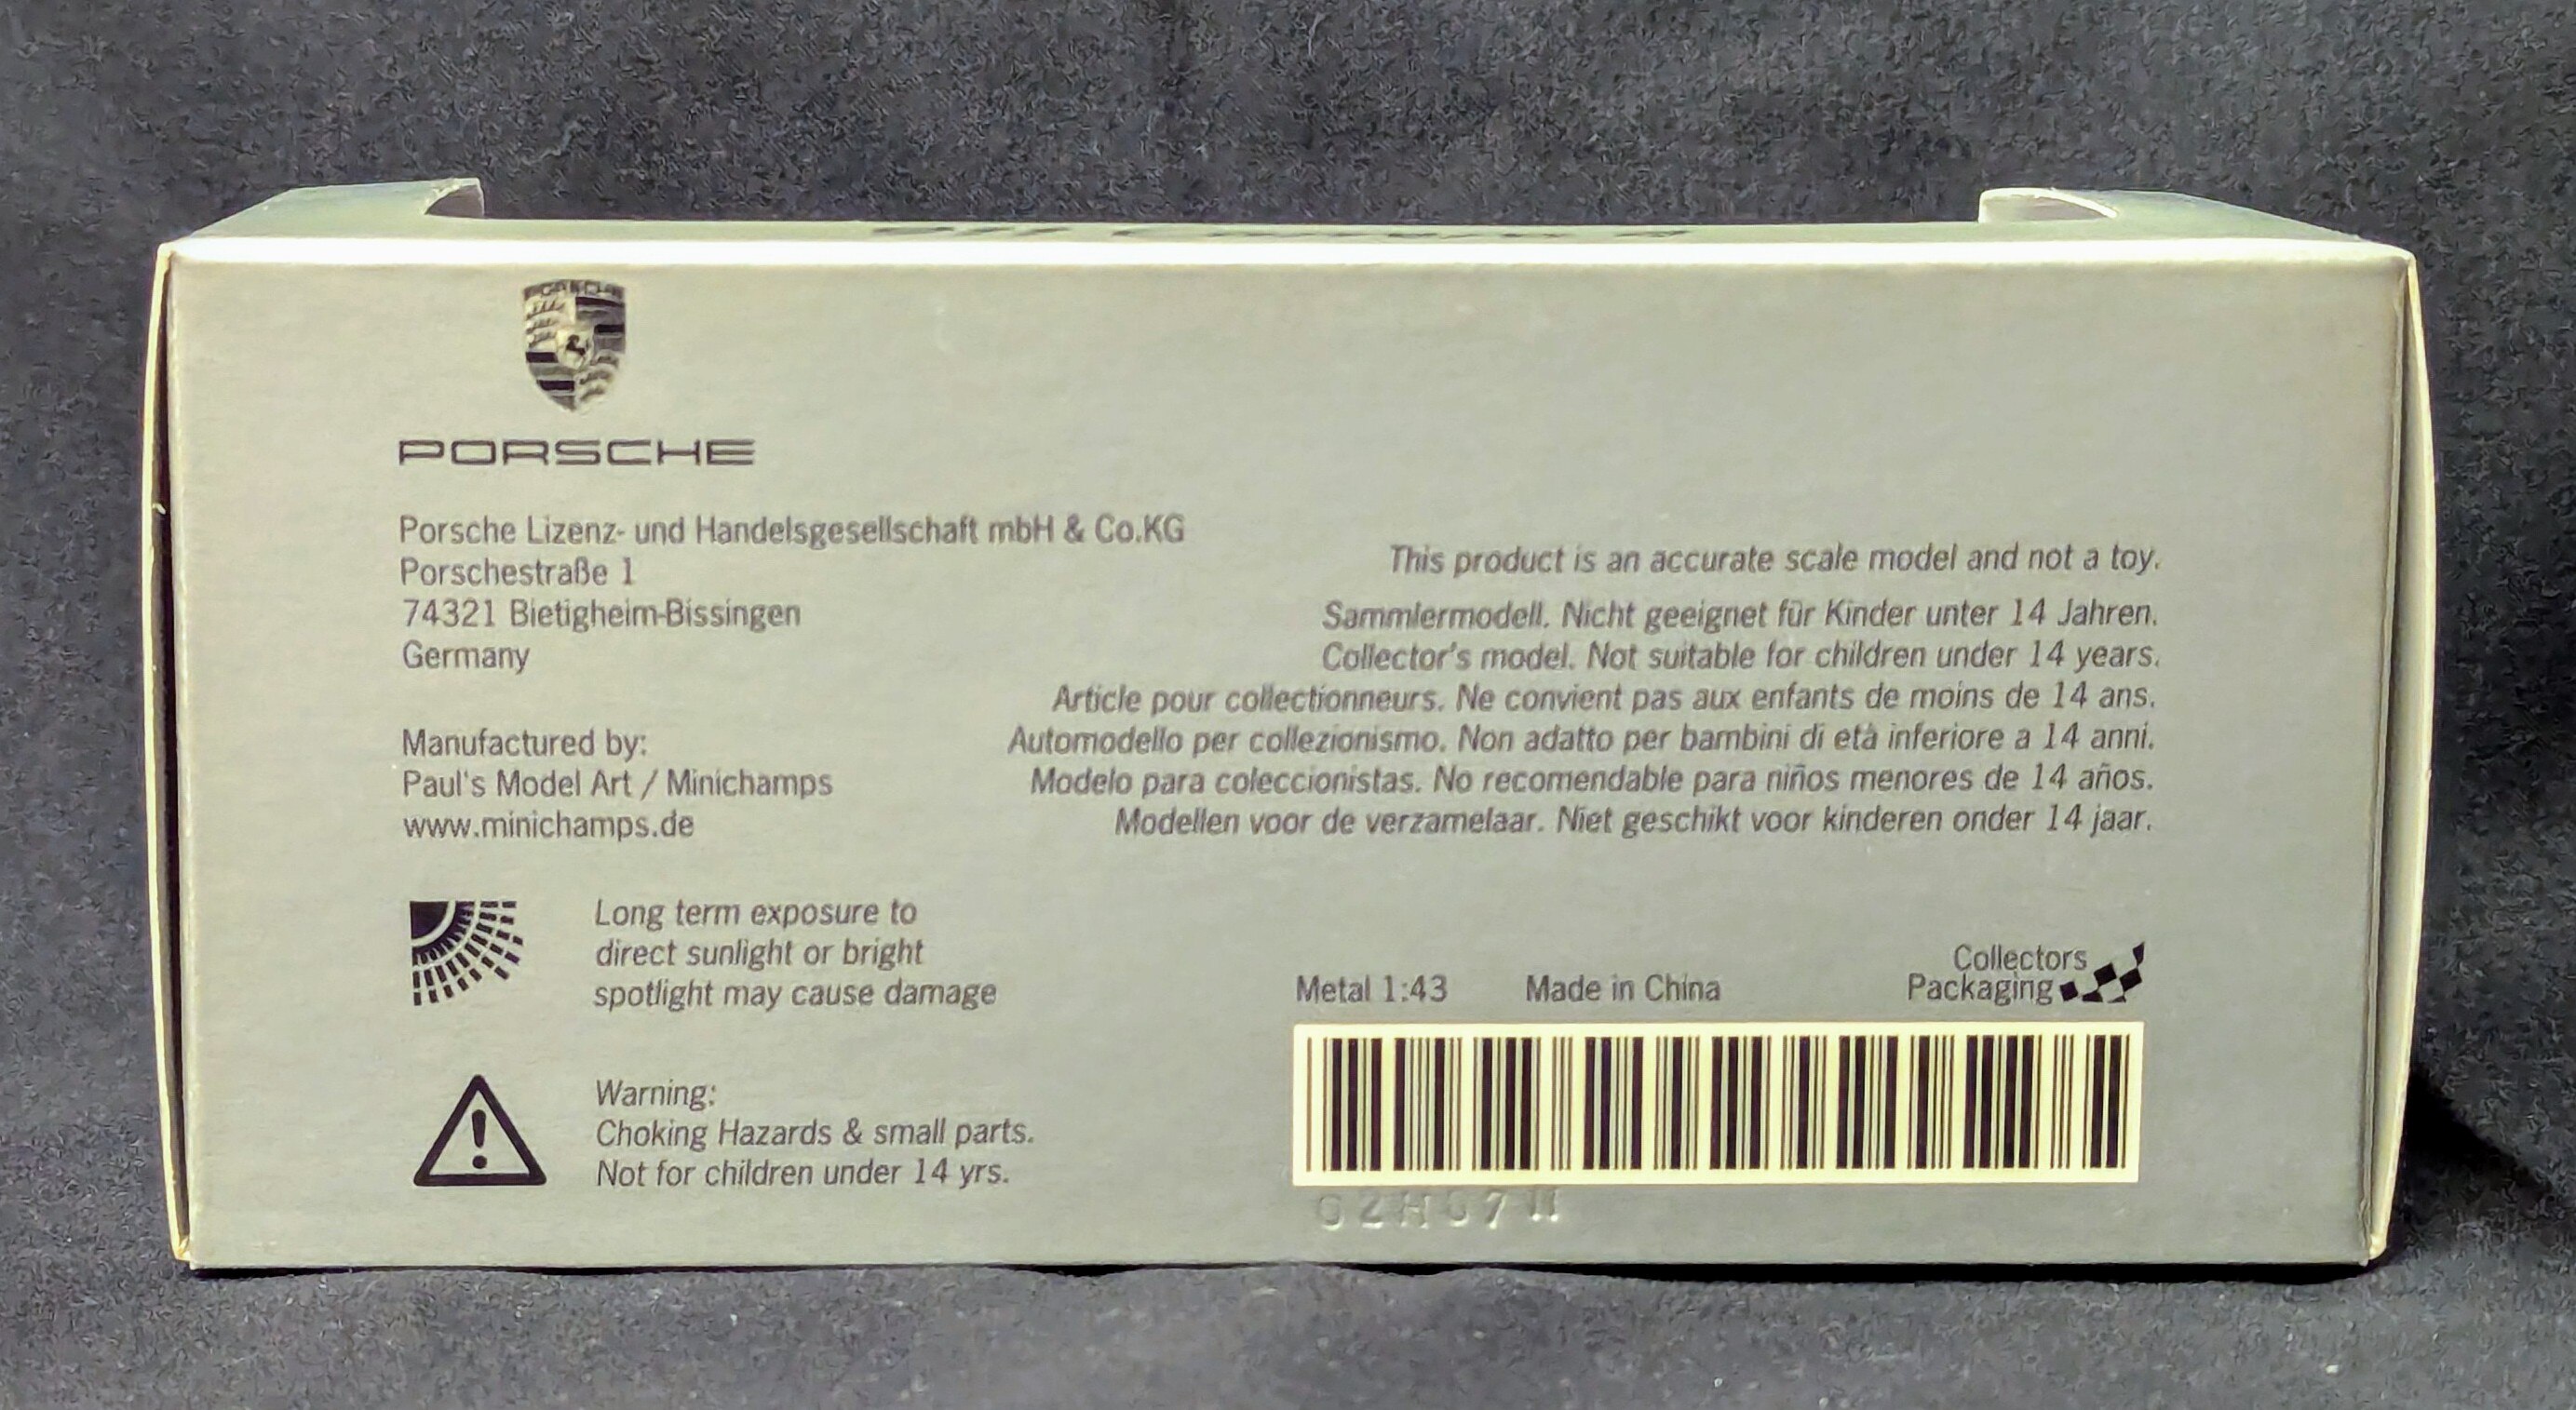 PORSCHE
PORSCHE
Porsche Lizenz- und Handelsgesellschaft mbH & Co.KG
Porschestraße 1
74321 Bietigheim-Bissingen
Germany
Manufactured by:
Paul's Model Art / Minichamps
www.minichamps.de
Long term exposure to
direct sunlight or bright
spotlight may cause damage
Warning:
Choking Hazards & small parts.
Not for children under 14 yrs.
This product is an accurate scale model and not a toy.
Sammlermodell. Nicht geeignet für Kinder unter 14 Jahren.
Collector's model. Not suitable for children under 14 years.
Article pour collectionneurs. Ne convient pas aux enfants de moins de 14 ans.
Automodello per collezionismo. Non adatto per bambini di età inferiore a 14 anni.
Modelo para coleccionistas. No recomendable para niños menores de 14 años.
Modellen voor de verzamelaar. Niet geschikt voor kinderen onder 14 jaar.
Metal 1:43 Made in China
Collectors
Packaging